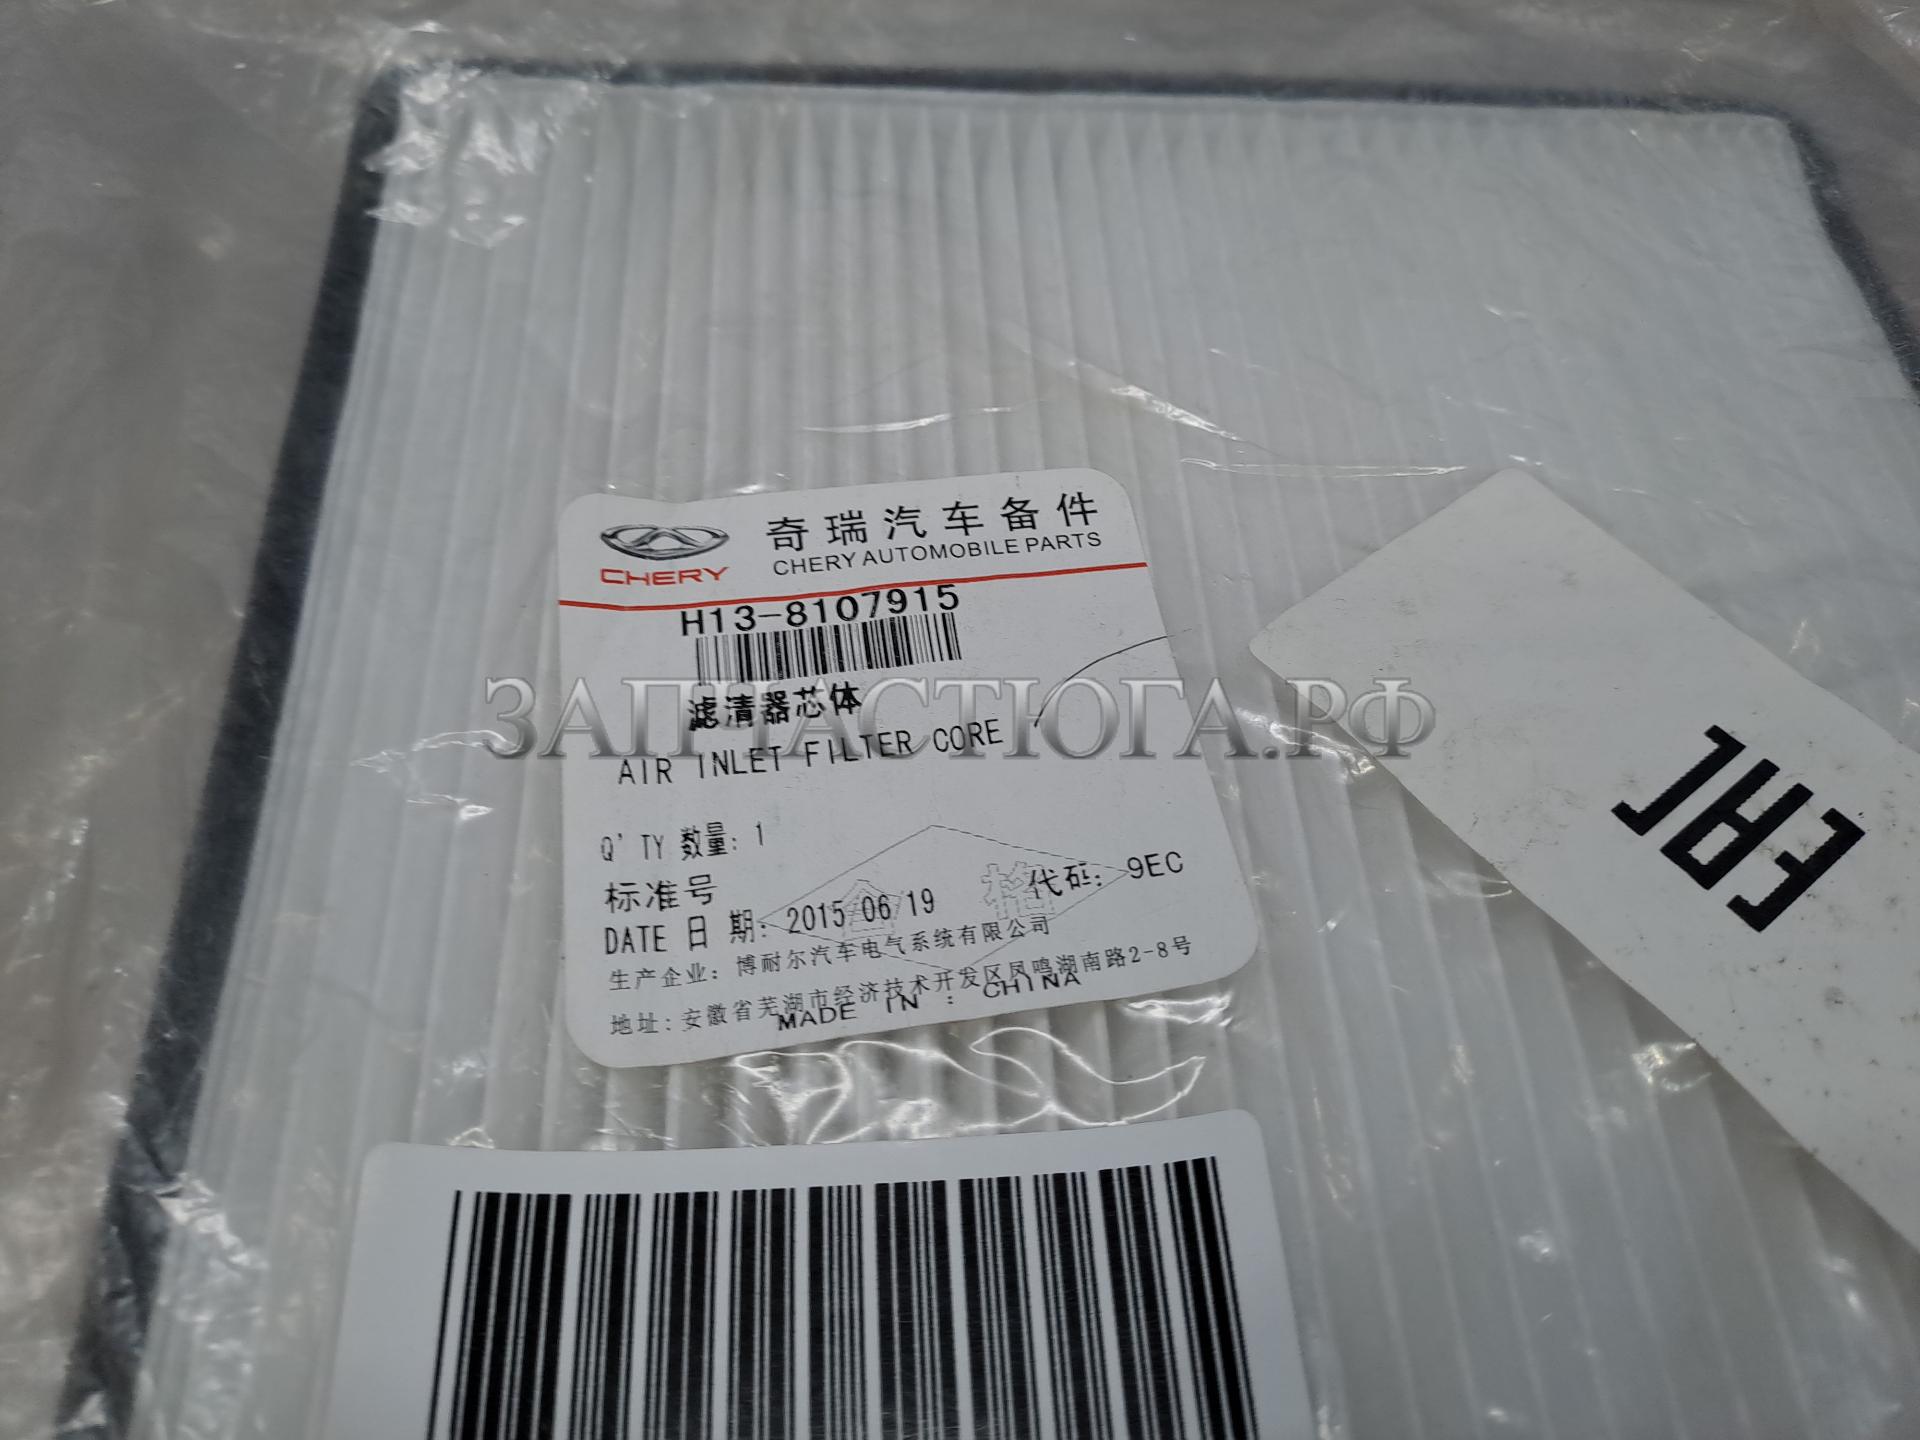 奇瑞汽车备件
CHERY AUTOMOBILE PARTS
CHERY
H13-8107915
滤清器芯体
ЗАПЧАСТЮГА.РФ
AIR INLET FILTER CORE
Q'TY 数量: 1
标准号
代码: 9EC
DATE 日 期: 2015 06 19
合格
生产企业: 博耐尔汽车电气系统有限公司
地址: 安徽省芜湖市经济技术开发区凤鸣湖南路2-8号
MADE IN : CHINA